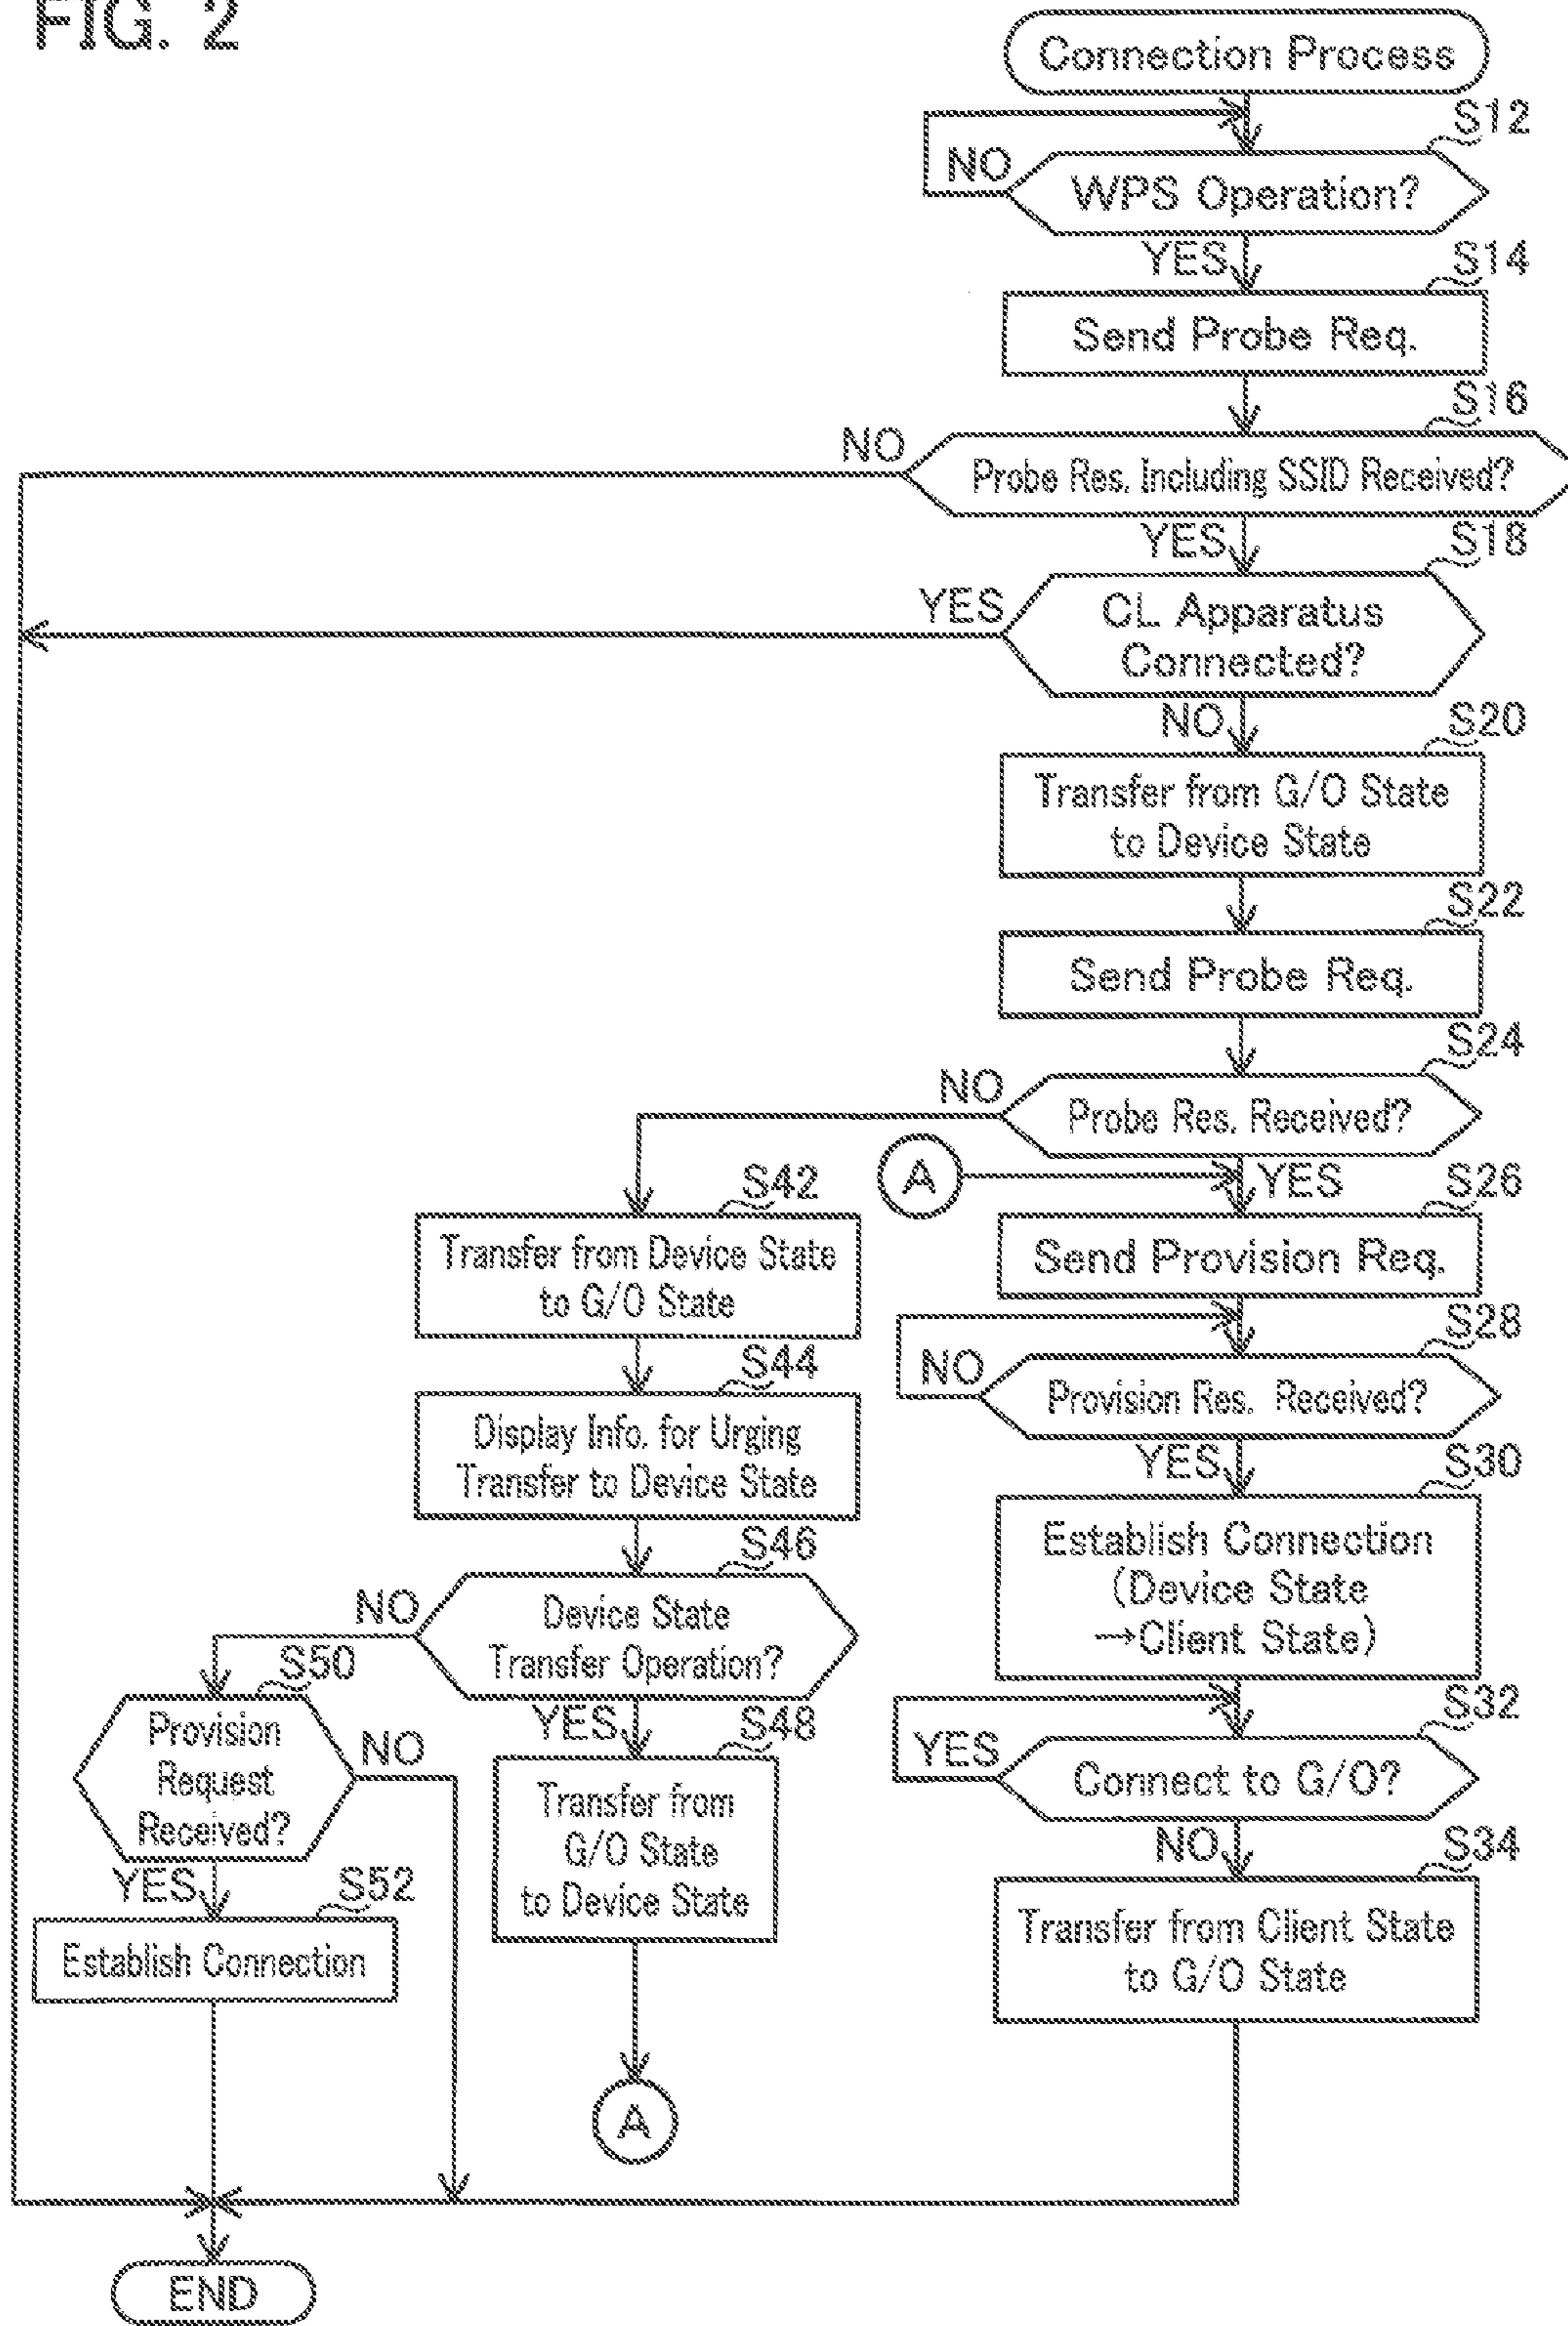 FIG. 2
Connection Process
S12
NO
WPS Operation?
YES
S14
Send Probe Req.
S16
NO
Probe Res. Including SSID Received?
YES
S18
YES
CL Apparatus
Connected?
NO
S20
Transfer from G/O State
to Device State
S22
Send Probe Req.
S24
NO
Probe Res. Received?
A
YES
S26
Send Provision Req.
S28
NO
Provision Res. Received?
YES
S30
Establish Connection
(Device State
→Client State)
S32
YES
Connect to G/O?
NO
S34
Transfer from Client State
to G/O State
S42
Transfer from Device State
to G/O State
S44
Display Info. for Urging
Transfer to Device State
S46
NO
Device State
Transfer Operation?
YES
S48
Transfer from
G/O State
to Device State
A
S50
Provision
Request
Received?
NO
YES
S52
Establish Connection
END